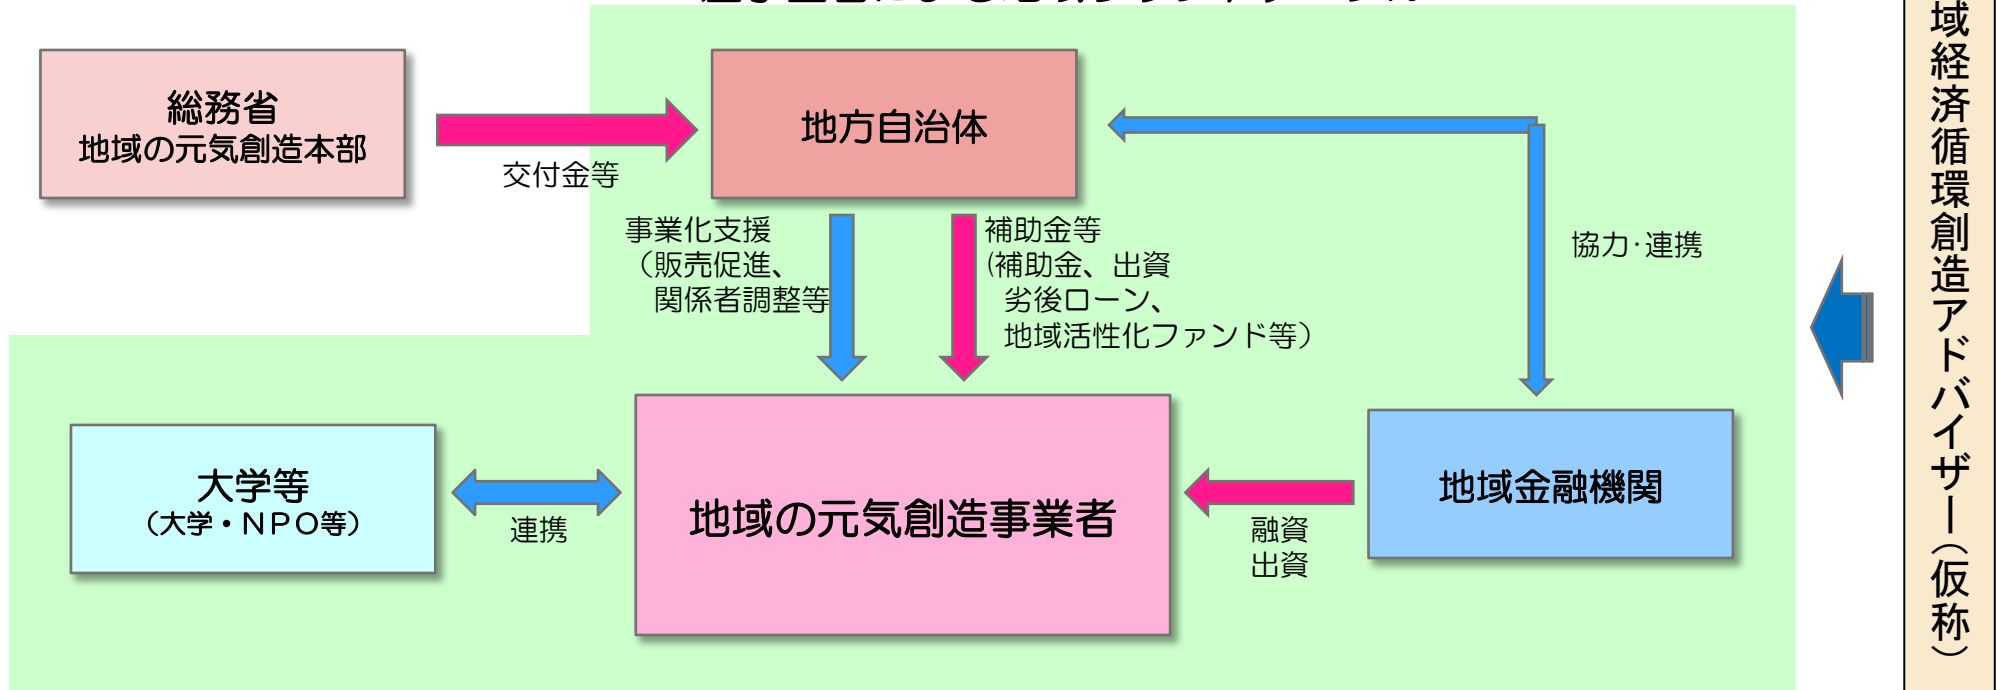 総務省
地域の元気創造本部
交付金等
地方自治体
事業化支援
（販売促進、
関係者調整等
補助金等
(補助金、出資
劣後ローン、
地域活性化ファンド等）
協力･連携
大学等
（大学・ＮＰＯ等）
連携
地域の元気創造事業者
融資
出資
地域金融機関
域経済循環創造アドバイザー（仮称）